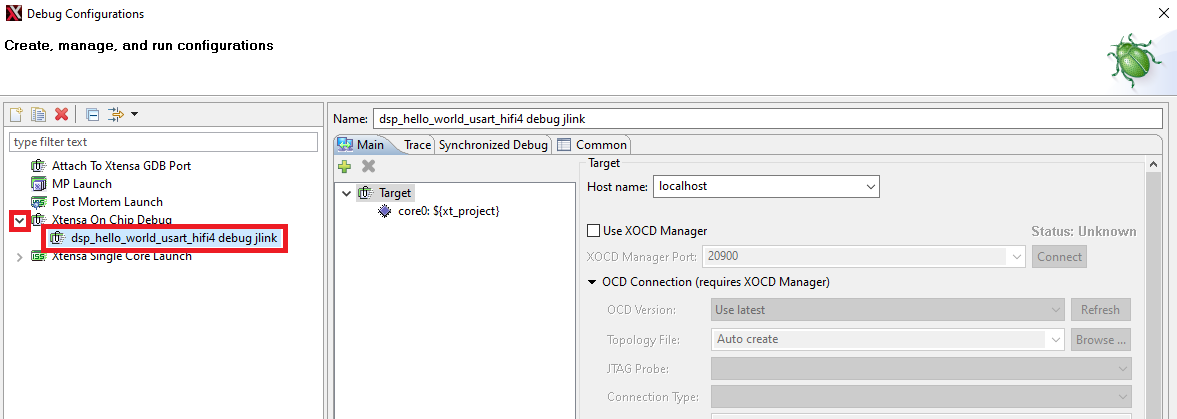 Debug Configurations
Create, manage, and run configurations
type filter text
Attach To Xtensa GDB Port
MP Launch
Post Mortem Launch
Xtensa On Chip Debug
dsp_hello_world_usart_hifi4 debug jlink
Xtensa Single Core Launch
Name: dsp_hello_world_usart_hifi4 debug jlink
Main Trace Synchronized Debug Common
Target
core0: ${xt_project}
Target
Host name: localhost
Use XOCD Manager Status: Unknown
XOCD Manager Port: 20900 Connect
OCD Connection (requires XOCD Manager)
OCD Version: Use latest Refresh
Topology File: Auto create Browse ...
JTAG Probe:
Connection Type: